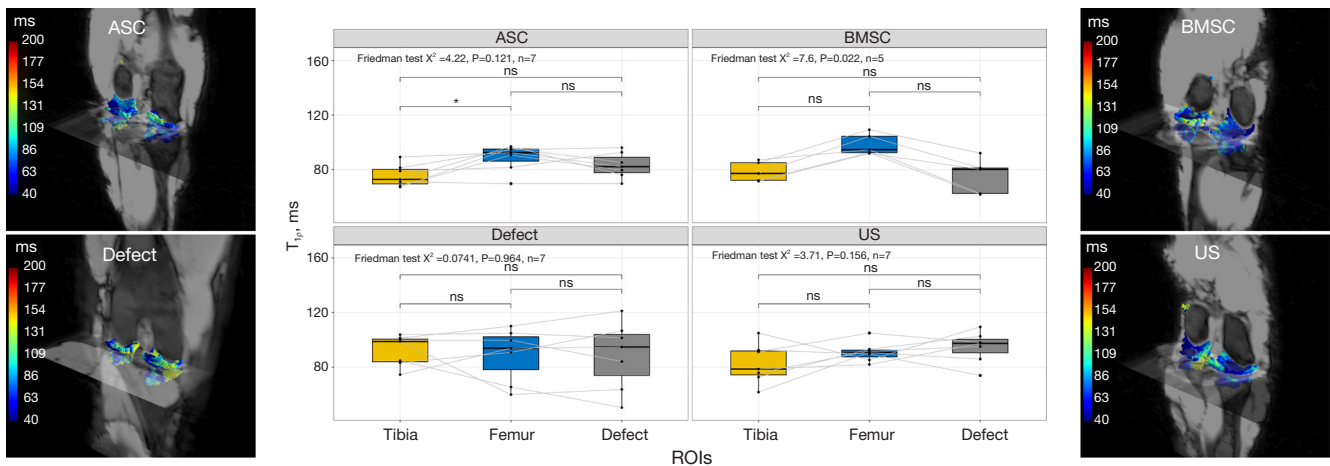 ms
ASC
200
177
154
131
109
86
63
40
ms
Defect
200
177
154
131
109
86
63
40
T1ρ, ms
ASC
Friedman test X² =4.22, P=0.121, n=7
ns
ns
*
160
120
80
BMSC
Friedman test X² =7.6, P=0.022, n=5
ns
ns
ns
Defect
Friedman test X² =0.0741, P=0.964, n=7
ns
ns
ns
160
120
80
US
Friedman test X² =3.71, P=0.156, n=7
ns
ns
ns
Tibia Femur Defect
Tibia Femur Defect
ROIs
ms
BMSC
200
177
154
131
109
86
63
40
ms
US
200
177
154
131
109
86
63
40